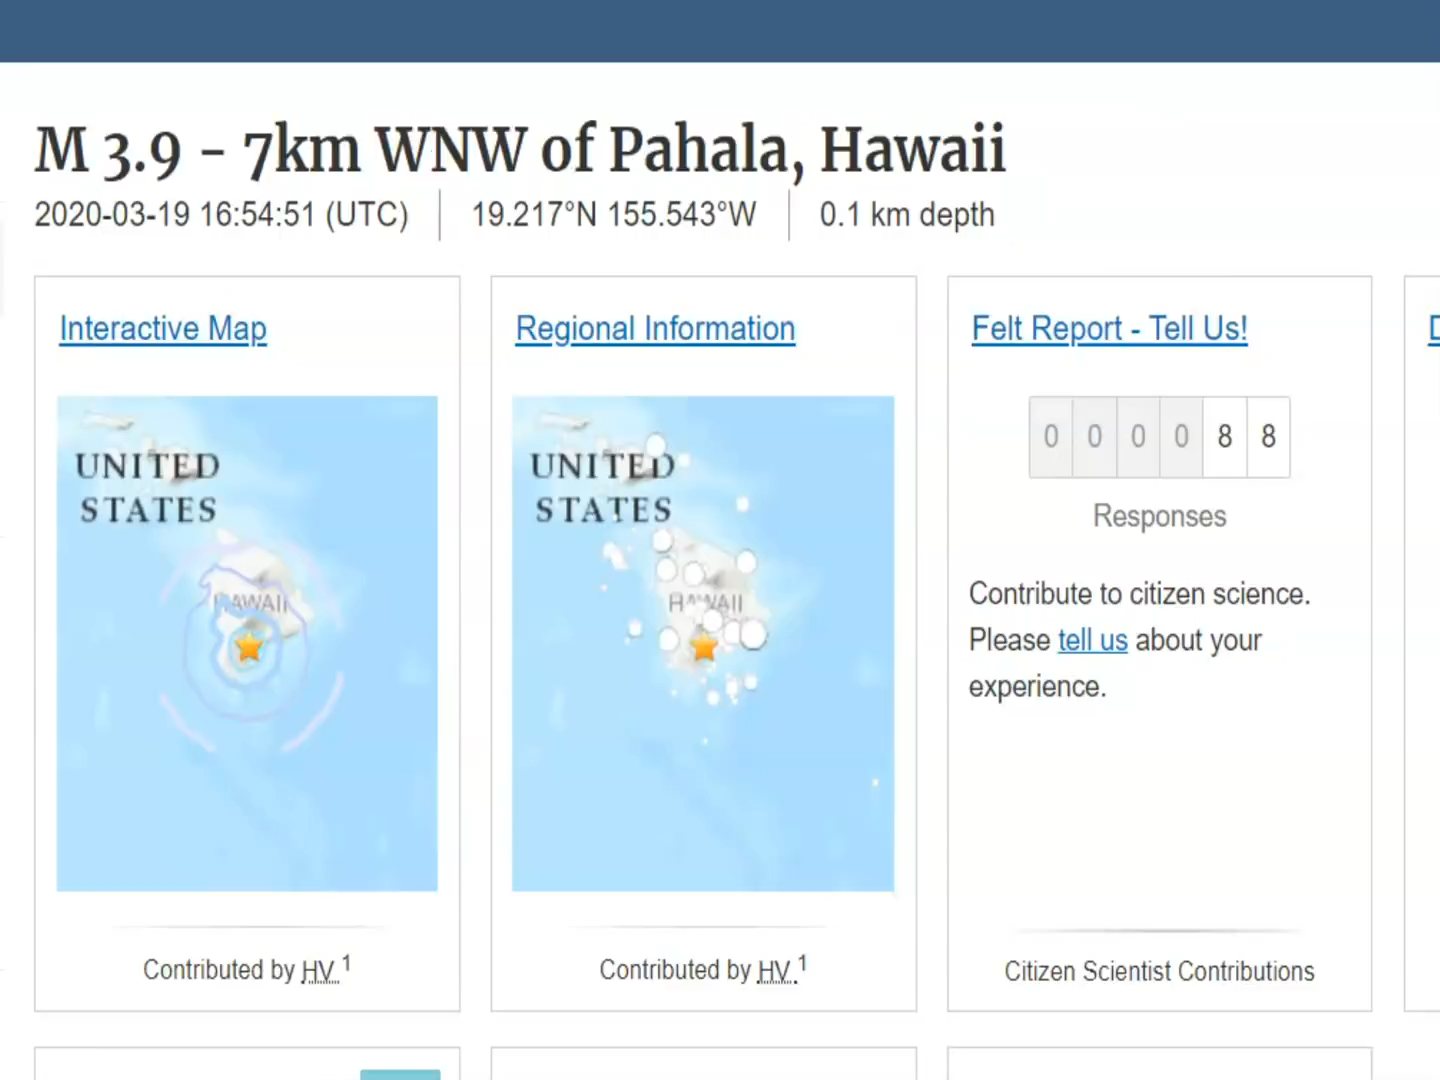 M 3.9 - 7km WNW of Pahala, Hawaii
2020-03-19 16:54:51 (UTC) 19.217°N 155.543°W 0.1 km depth
Interactive Map
UNITED
STATES
HAWAII
Contributed by HV 1
Regional Information
UNITED
STATES
HAWAII
Contributed by HV 1
Felt Report - Tell Us!
0 0 0 0 8 8
Responses
Contribute to citizen science.
Please tell us about your
experience.
Citizen Scientist Contributions